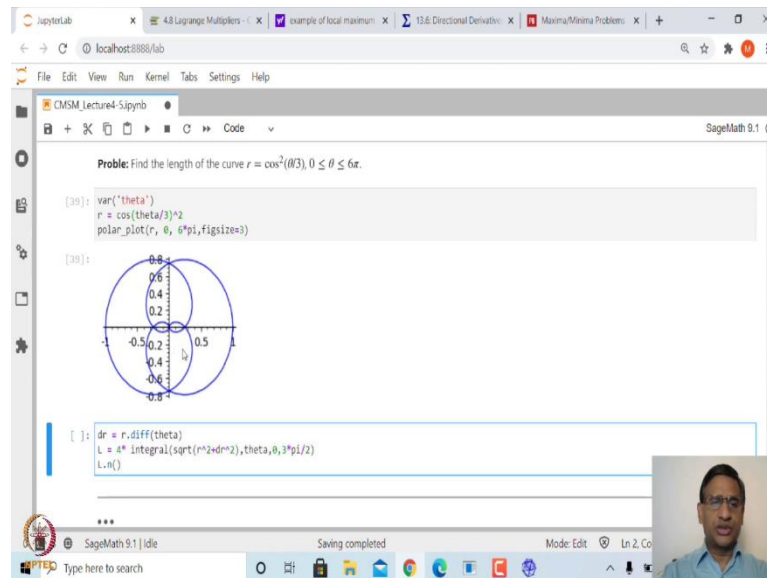 JupyterLab
4.8 Lagrange Multipliers - C
example of local maximum
13.6: Directional Derivative
Maxima/Minima Problems
localhost:8888/lab
File Edit View Run Kernel Tabs Settings Help
CMSM_Lecture4-5.ipynb
Code
SageMath 9.1
Proble: Find the length of the curve r = cos²(θ/3), 0 ≤ θ ≤ 6π.
[39]: var('theta')
r = cos(theta/3)^2
polar_plot(r, 0, 6*pi,figsize=3)
[39]:
0.8
0.6
0.4
0.2
-1 -0.5 0.5 1
-0.2
-0.4
-0.6
-0.8
[ ]: dr = r.diff(theta)
L = 4* integral(sqrt(r^2+dr^2),theta,0,3*pi/2)
L.n()
SageMath 9.1 | Idle
Saving completed
Mode: Edit
Ln 2, Co
NPTEL
Type here to search